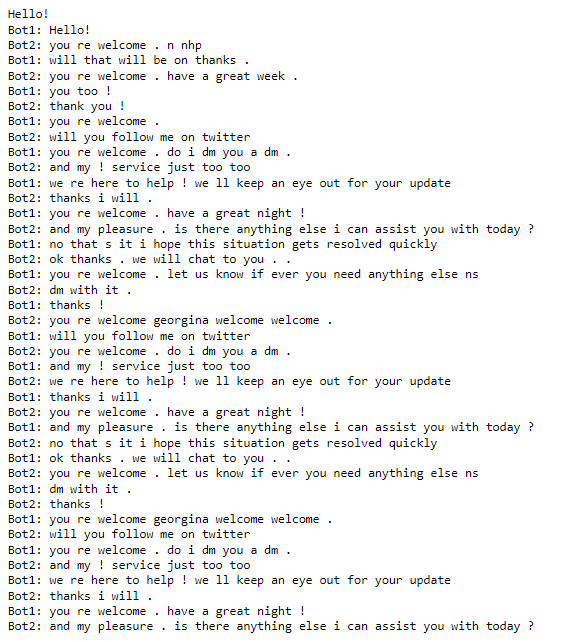 Hello!
Bot1: Hello!
Bot2: you re welcome . n nhp
Bot1: will that will be on thanks .
Bot2: you re welcome . have a great week .
Bot1: you too !
Bot2: thank you !
Bot1: you re welcome .
Bot2: will you follow me on twitter
Bot1: you re welcome . do i dm you a dm .
Bot2: and my ! service just too too
Bot1: we re here to help ! we ll keep an eye out for your update
Bot2: thanks i will .
Bot1: you re welcome . have a great night !
Bot2: and my pleasure . is there anything else i can assist you with today ?
Bot1: no that s it i hope this situation gets resolved quickly
Bot2: ok thanks . we will chat to you . .
Bot1: you re welcome . let us know if ever you need anything else ns
Bot2: dm with it .
Bot1: thanks !
Bot2: you re welcome georgina welcome welcome .
Bot1: will you follow me on twitter
Bot2: you re welcome . do i dm you a dm .
Bot1: and my ! service just too too
Bot2: we re here to help ! we ll keep an eye out for your update
Bot1: thanks i will .
Bot2: you re welcome . have a great night !
Bot1: and my pleasure . is there anything else i can assist you with today ?
Bot2: no that s it i hope this situation gets resolved quickly
Bot1: ok thanks . we will chat to you . .
Bot2: you re welcome . let us know if ever you need anything else ns
Bot1: dm with it .
Bot2: thanks !
Bot1: you re welcome georgina welcome welcome .
Bot2: will you follow me on twitter
Bot1: you re welcome . do i dm you a dm .
Bot2: and my ! service just too too
Bot1: we re here to help ! we ll keep an eye out for your update
Bot2: thanks i will .
Bot1: you re welcome . have a great night !
Bot2: and my pleasure . is there anything else i can assist you with today ?